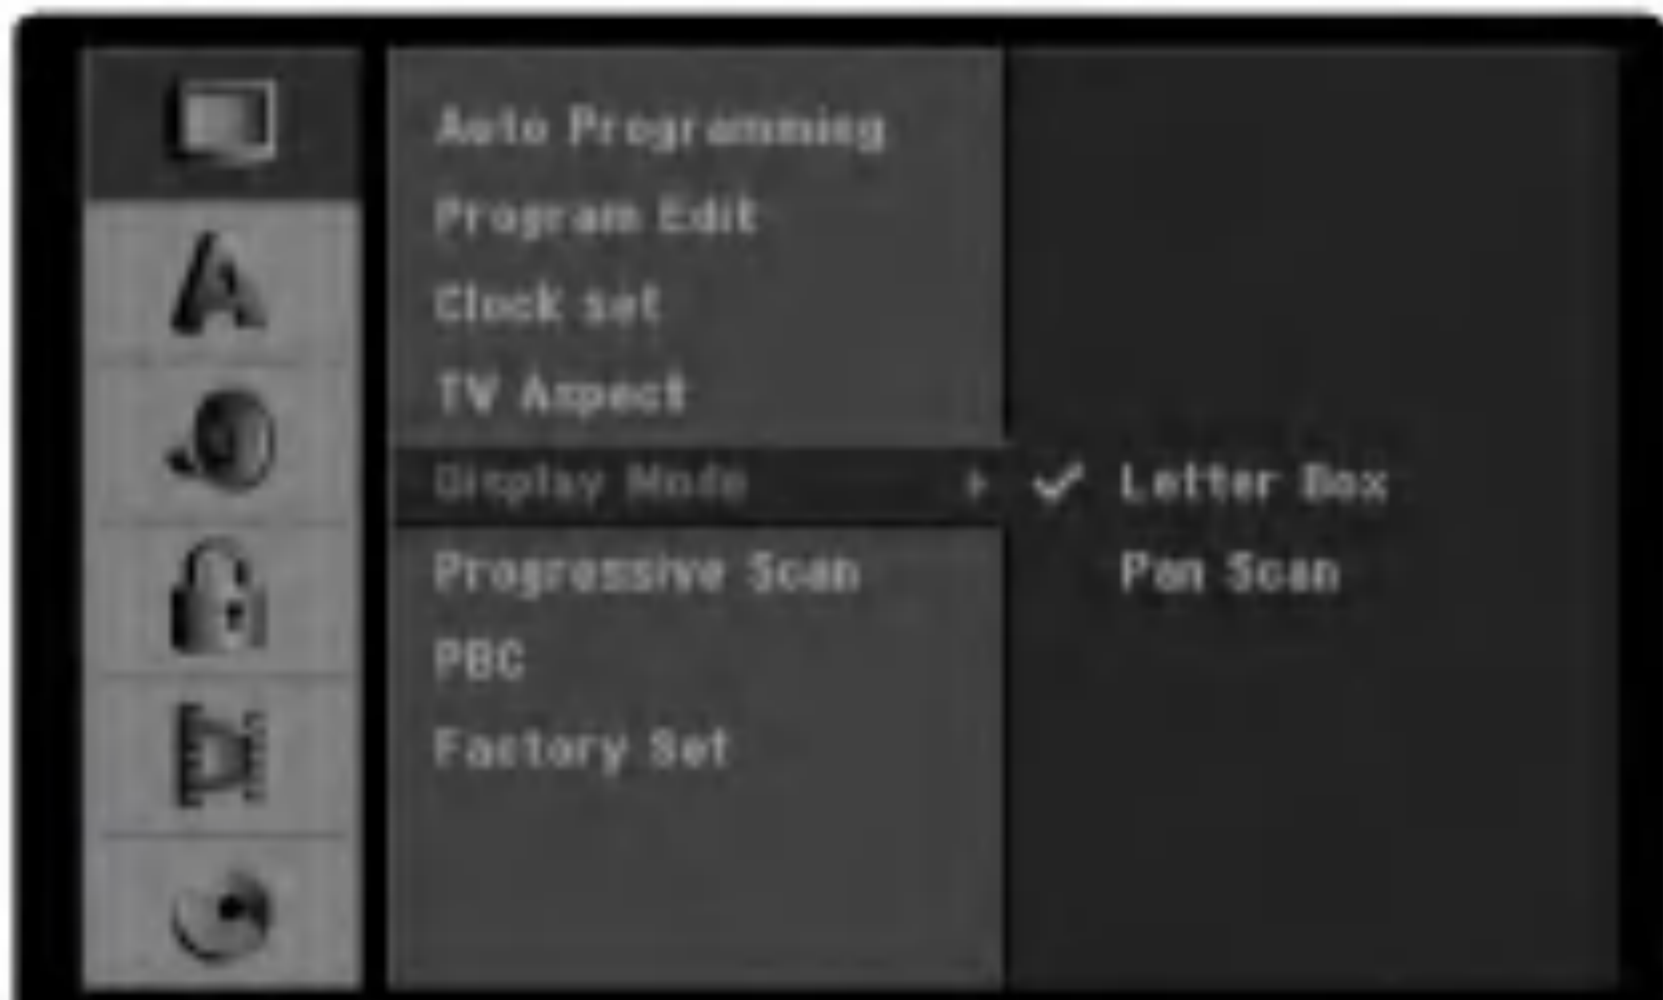 Auto Programming
Program Edit
Clock set
TV Aspect
Display Mode
Letter Box
Pan Scan
Progressive Scan
PBC
Factory Set